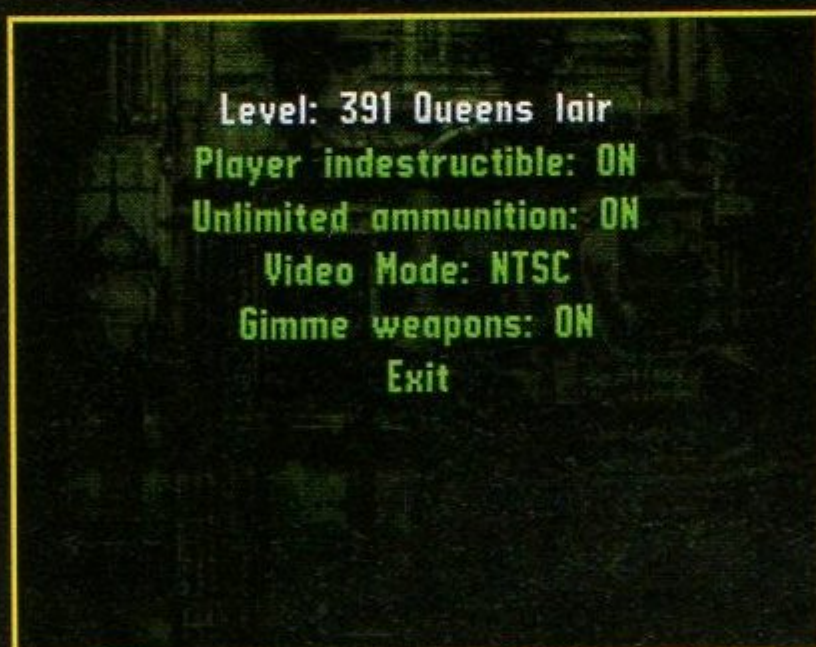 Level: 391 Queens lair
Player indestructible: ON
Unlimited ammunition: ON
Video Mode: NTSC
Gimme weapons: ON
Exit